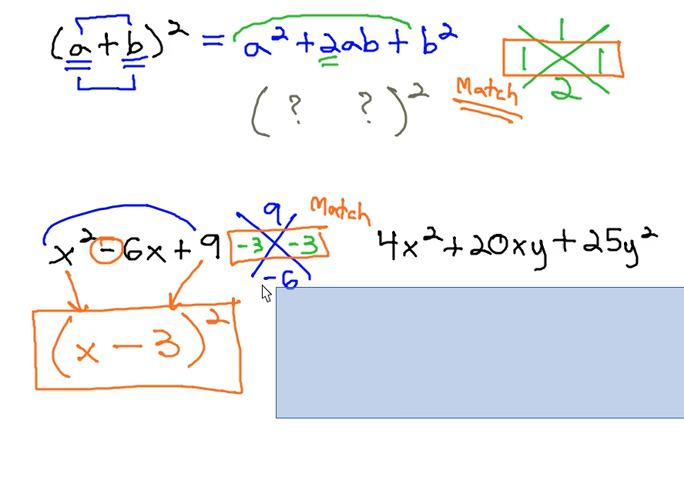 (a+b)² = a² + 2ab + b²
1
1 1
2
(? ?)² Match
9 Match
x² - 6x + 9 -3 -3 4x² + 20xy + 25y²
-6
(x - 3)²